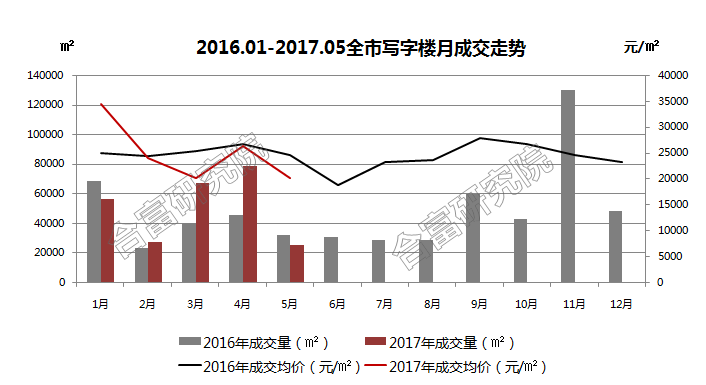 2016.01-2017.05全市写字楼月成交走势
㎡
元/㎡
140000
120000
100000
80000
60000
40000
20000
0
40000
35000
30000
25000
20000
15000
10000
5000
0
1月 2月 3月 4月 5月 6月 7月 8月 9月 10月 11月 12月
合富研究院
合富研究院
2016年成交量（㎡） 2017年成交量（㎡）
2016年成交均价（元/㎡） 2017年成交均价（元/㎡）